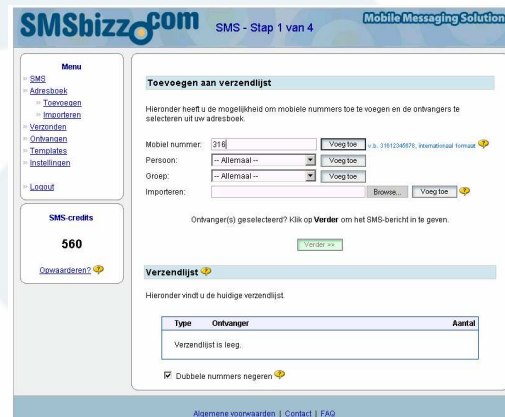 SMSbizz.com
SMS - Stap 1 van 4
Mobile Messaging Solution
Menu
SMS
Adresboek
Toevoegen
Importeren
Verzonden
Ontvangen
Templates
Instellingen
Logout
SMS-credits
560
Opwaarderen?
Toevoegen aan verzendlijst
Hieronder heeft u de mogelijkheid om mobiele nummers toe te voegen en de ontvangers te
selecteren uit uw adresboek.
Mobiel nummer: 316 Voeg toe v.b. 31612345678, internationaal formaat
Persoon: -- Allemaal -- Voeg toe
Groep: -- Allemaal -- Voeg toe
Importeren: Browse... Voeg toe
Ontvanger(s) geselecteerd? Klik op Verder om het SMS-bericht in te geven.
Verder >>
Verzendlijst
Hieronder vindt u de huidige verzendlijst.
Type Ontvanger Aantal
Verzendlijst is leeg.
Dubbele nummers negeren
Algemene voorwaarden | Contact | FAQ